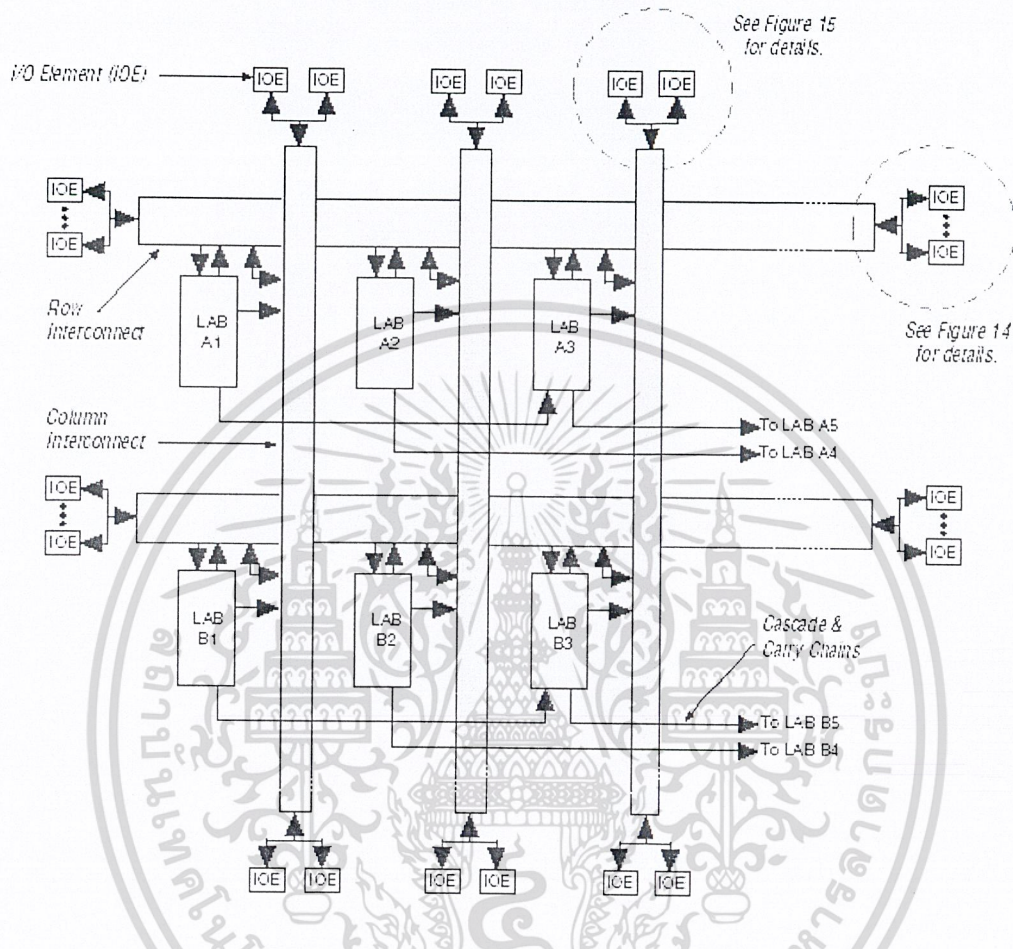 See Figure 15
for details.
I/O Element (IOE)
IOE IOE IOE IOE IOE IOE
IOE IOE
IOE IOE
Row
Interconnect
LAB
A1
LAB
A2
LAB
A3
See Figure 14
for details.
Column
Interconnect
To LAB A5
To LAB A4
IOE IOE
IOE IOE
LAB
B1
LAB
B2
LAB
B3
Cascade &
Carry Chains
To LAB B5
To LAB B4
IOE IOE IOE IOE IOE IOE